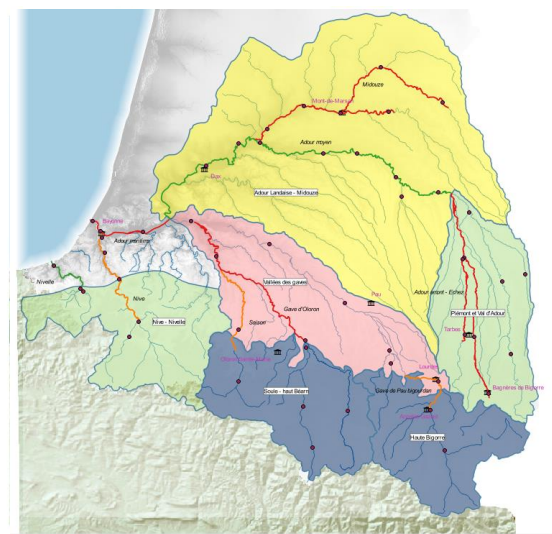 Midouze
Mont-de-Marsan
Adour moyen
Dax
Adour Landaise - Midouze
Bayonne
Adour maritime
Nivelle
Vallées des gaves
Adour amont - Echez
Pau
Nive
Gave d'Oloron
Piémont et Val d'Adour
Nive - Nivelle
Saison
Tarbes
Lourdes
Bagnères de Bigorre
Soule - haut Béarn
Gave de Pau bigourdan
Haute Bigorre